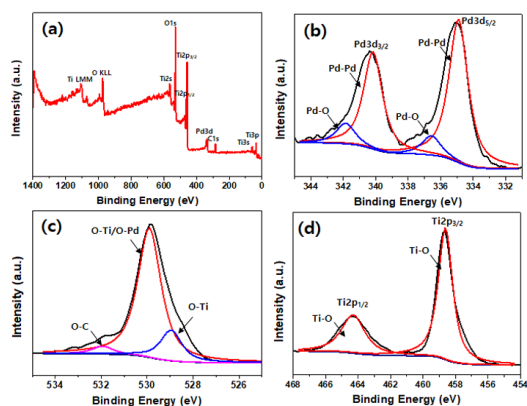 (a)
O1s
Ti2p3/2
Ti LMM
O KLL
Ti2s
Ti2p1/2
Pd3d
C1s
Ti3p
Ti3s
Intensity (a.u.)
1400 1200 1000 800 600 400 200 0
Binding Energy (eV)
(b)
Pd3d5/2
Pd3d3/2
Pd-Pd
Pd-Pd
Pd-O
Pd-O
Intensity (a.u.)
344 342 340 338 336 334 332
Binding Energy (eV)
(c)
O-Ti/O-Pd
O-Ti
O-C
Intensity (a.u.)
534 532 530 528 526
Binding Energy (eV)
(d)
Ti2p3/2
Ti-O
Ti2p1/2
Ti-O
Intensity (a.u.)
468 466 464 462 460 458 456 454
Binding Energy (eV)